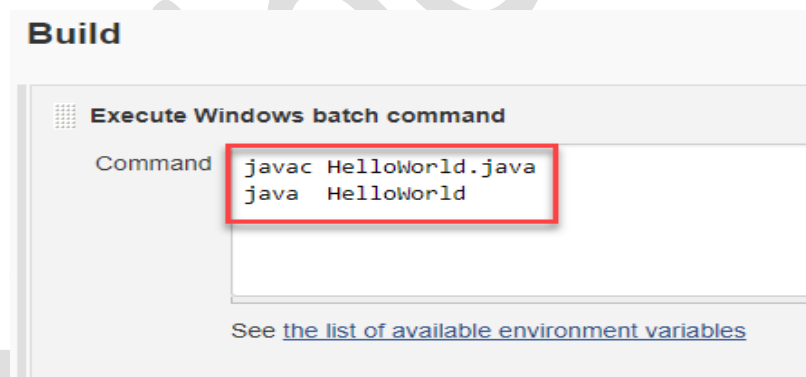 Build
Execute Windows batch command
Command
javac HelloWorld.java
java  HelloWorld
See the list of available environment variables